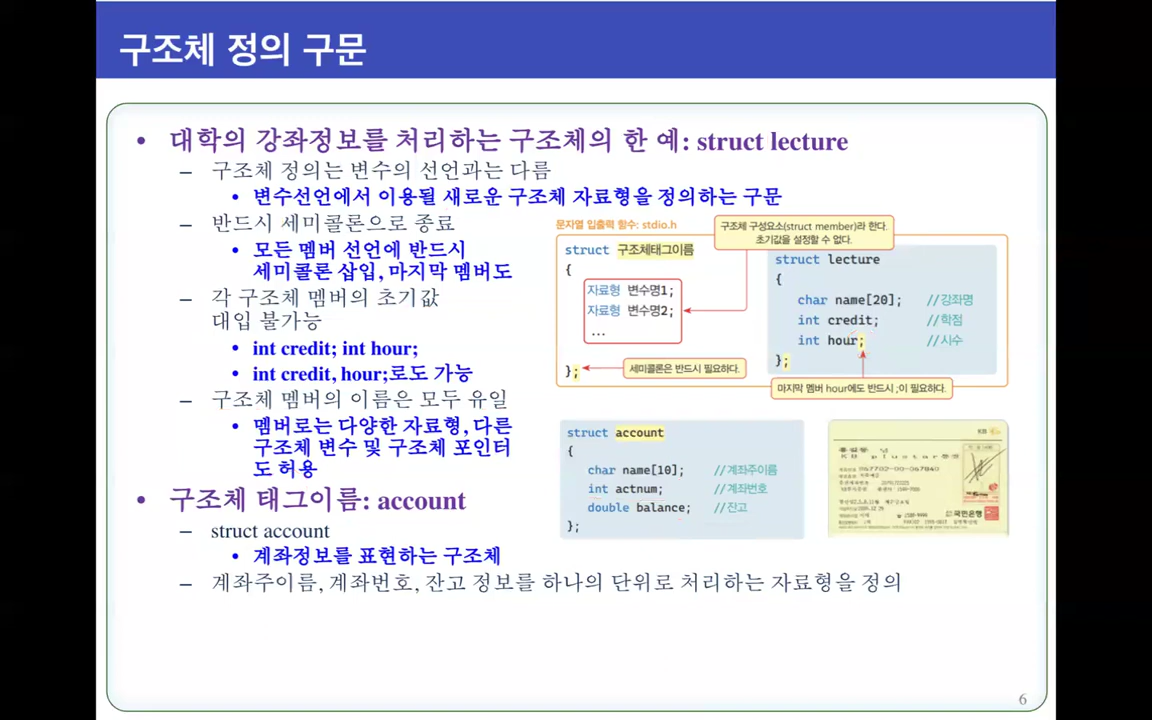 구조체 정의 구문
• 대학의 강좌정보를 처리하는 구조체의 한 예: struct lecture
– 구조체 정의는 변수의 선언과는 다름
• 변수선언에서 이용될 새로운 구조체 자료형을 정의하는 구문
– 반드시 세미콜론으로 종료
• 모든 멤버 선언에 반드시
세미콜론 삽입, 마지막 멤버도
– 각 구조체 멤버의 초기값
대입 불가능
• int credit; int hour;
• int credit, hour;로도 가능
– 구조체 멤버의 이름은 모두 유일
• 멤버로는 다양한 자료형, 다른
구조체 변수 및 구조체 포인터
도 허용
• 구조체 태그이름: account
– struct account
• 계좌정보를 표현하는 구조체
– 계좌주이름, 계좌번호, 잔고 정보를 하나의 단위로 처리하는 자료형을 정의
문자열 입출력 함수: stdio.h
구조체 구성요소(struct member)라 한다.
초기값을 설정할 수 없다.
struct 구조체태그이름
{
자료형 변수명1;
자료형 변수명2;
...
};
세미콜론은 반드시 필요하다.
struct lecture
{
char name[20]; //강좌명
int credit; //학점
int hour; //시수
};
마지막 멤버 hour에도 반드시 ;이 필요하다.
struct account
{
char name[10]; //계좌주이름
int actnum; //계좌번호
double balance; //잔고
};
KB
국민은행
6